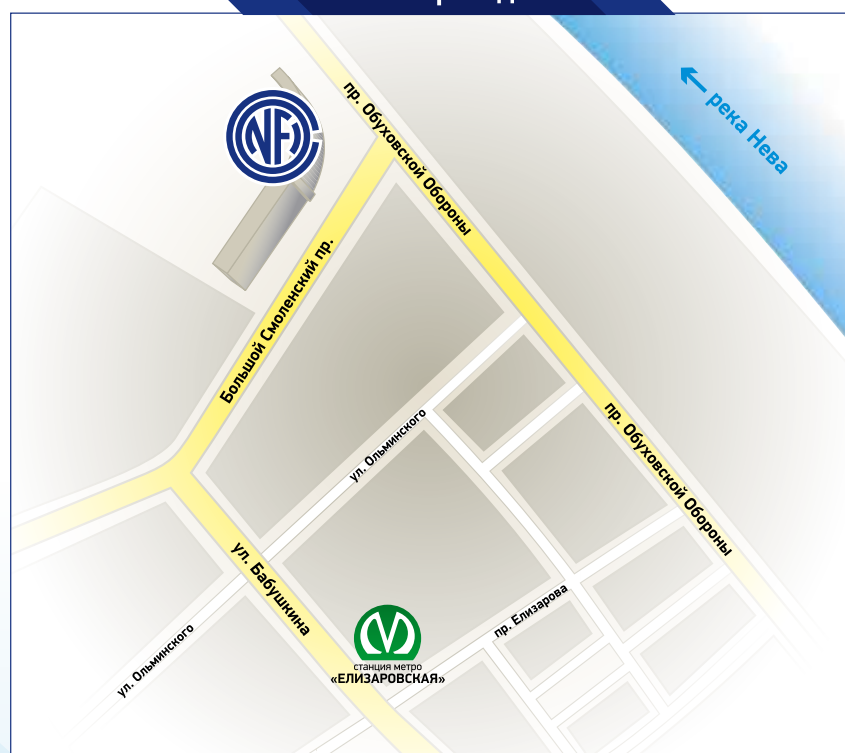 NFI
пр. Обуховской Обороны
река Нева
Большой Смоленский пр.
ул. Ольминского
пр. Обуховской Обороны
ул. Бабушкина
пр. Елизарова
ул. Ольминского
станция метро
«ЕЛИЗАРОВСКАЯ»